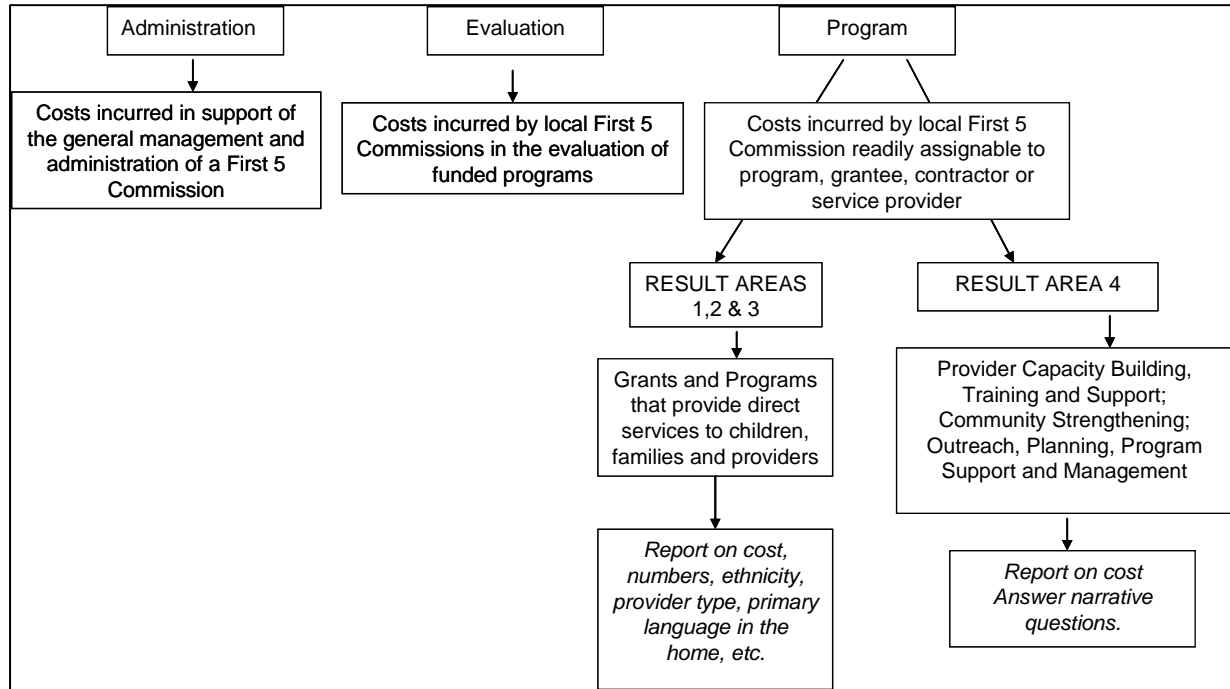 Administration
Costs incurred in support of
the general management and
administration of a First 5
Commission
Evaluation
Costs incurred by local First 5
Commissions in the evaluation of
funded programs
Program
Costs incurred by local First 5
Commission readily assignable to
program, grantee, contractor or
service provider
RESULT AREAS
1,2 & 3
Grants and Programs
that provide direct
services to children,
families and providers
Report on cost,
numbers, ethnicity,
provider type, primary
language in the
home, etc.
RESULT AREA 4
Provider Capacity Building,
Training and Support;
Community Strengthening;
Outreach, Planning, Program
Support and Management
Report on cost
Answer narrative
questions.